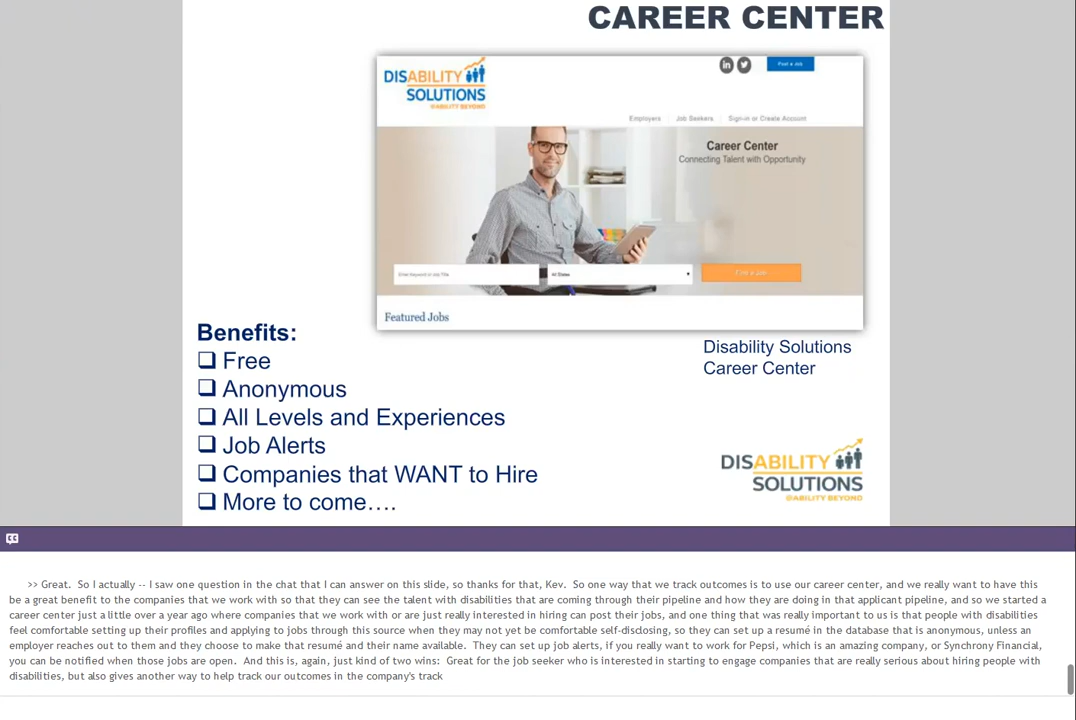 CAREER CENTER
DISABILITY
SOLUTIONS
@ABILITY BEYOND
in
Post a Job
Employers
Job Seekers
Sign-in or Create Account
Career Center
Connecting Talent with Opportunity
Enter Keyword or Job Title
All States
Find a Job
Featured Jobs
Benefits:
Free
Anonymous
All Levels and Experiences
Job Alerts
Companies that WANT to Hire
More to come….
Disability Solutions
Career Center
DISABILITY
SOLUTIONS
@ABILITY BEYOND
>> Great. So I actually -- I saw one question in the chat that I can answer on this slide, so thanks for that, Kev. So one way that we track outcomes is to use our career center, and we really want to have this
be a great benefit to the companies that we work with so that they can see the talent with disabilities that are coming through their pipeline and how they are doing in that applicant pipeline, and so we started a
career center just a little over a year ago where companies that we work with or are just really interested in hiring can post their jobs, and one thing that was really important to us is that people with disabilities
feel comfortable setting up their profiles and applying to jobs through this source when they may not yet be comfortable self-disclosing, so they can set up a resumé in the database that is anonymous, unless an
employer reaches out to them and they choose to make that resumé and their name available. They can set up job alerts, if you really want to work for Pepsi, which is an amazing company, or Synchrony Financial,
you can be notified when those jobs are open. And this is, again, just kind of two wins: Great for the job seeker who is interested in starting to engage companies that are really serious about hiring people with
disabilities, but also gives another way to help track our outcomes in the company's track